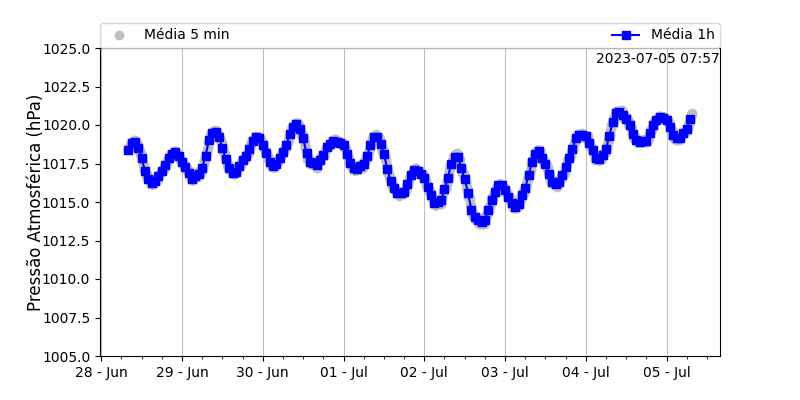 Média 5 min
Média 1h
2023-07-05 07:57
Pressão Atmosférica (hPa)
1025.0
1022.5
1020.0
1017.5
1015.0
1012.5
1010.0
1007.5
1005.0
28 - Jun
29 - Jun
30 - Jun
01 - Jul
02 - Jul
03 - Jul
04 - Jul
05 - Jul